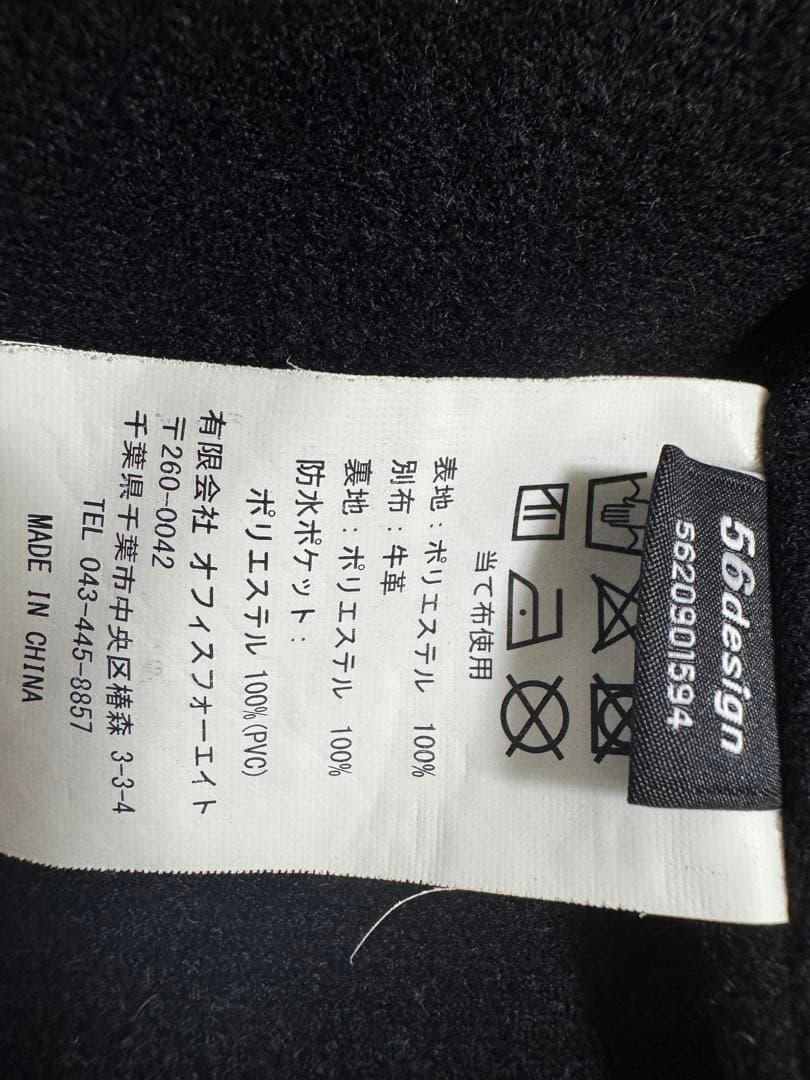 56design
5620901594
当て布使用
表地：ポリエステル 100%
別布：牛革
裏地：ポリエステル 100%
防水ポケット：
ポリエステル 100%(PVC)
有限会社 オフィスフォーエイト
〒260-0042
千葉県千葉市中央区椿森 3-3-4
TEL 043-445-8857
MADE IN CHINA